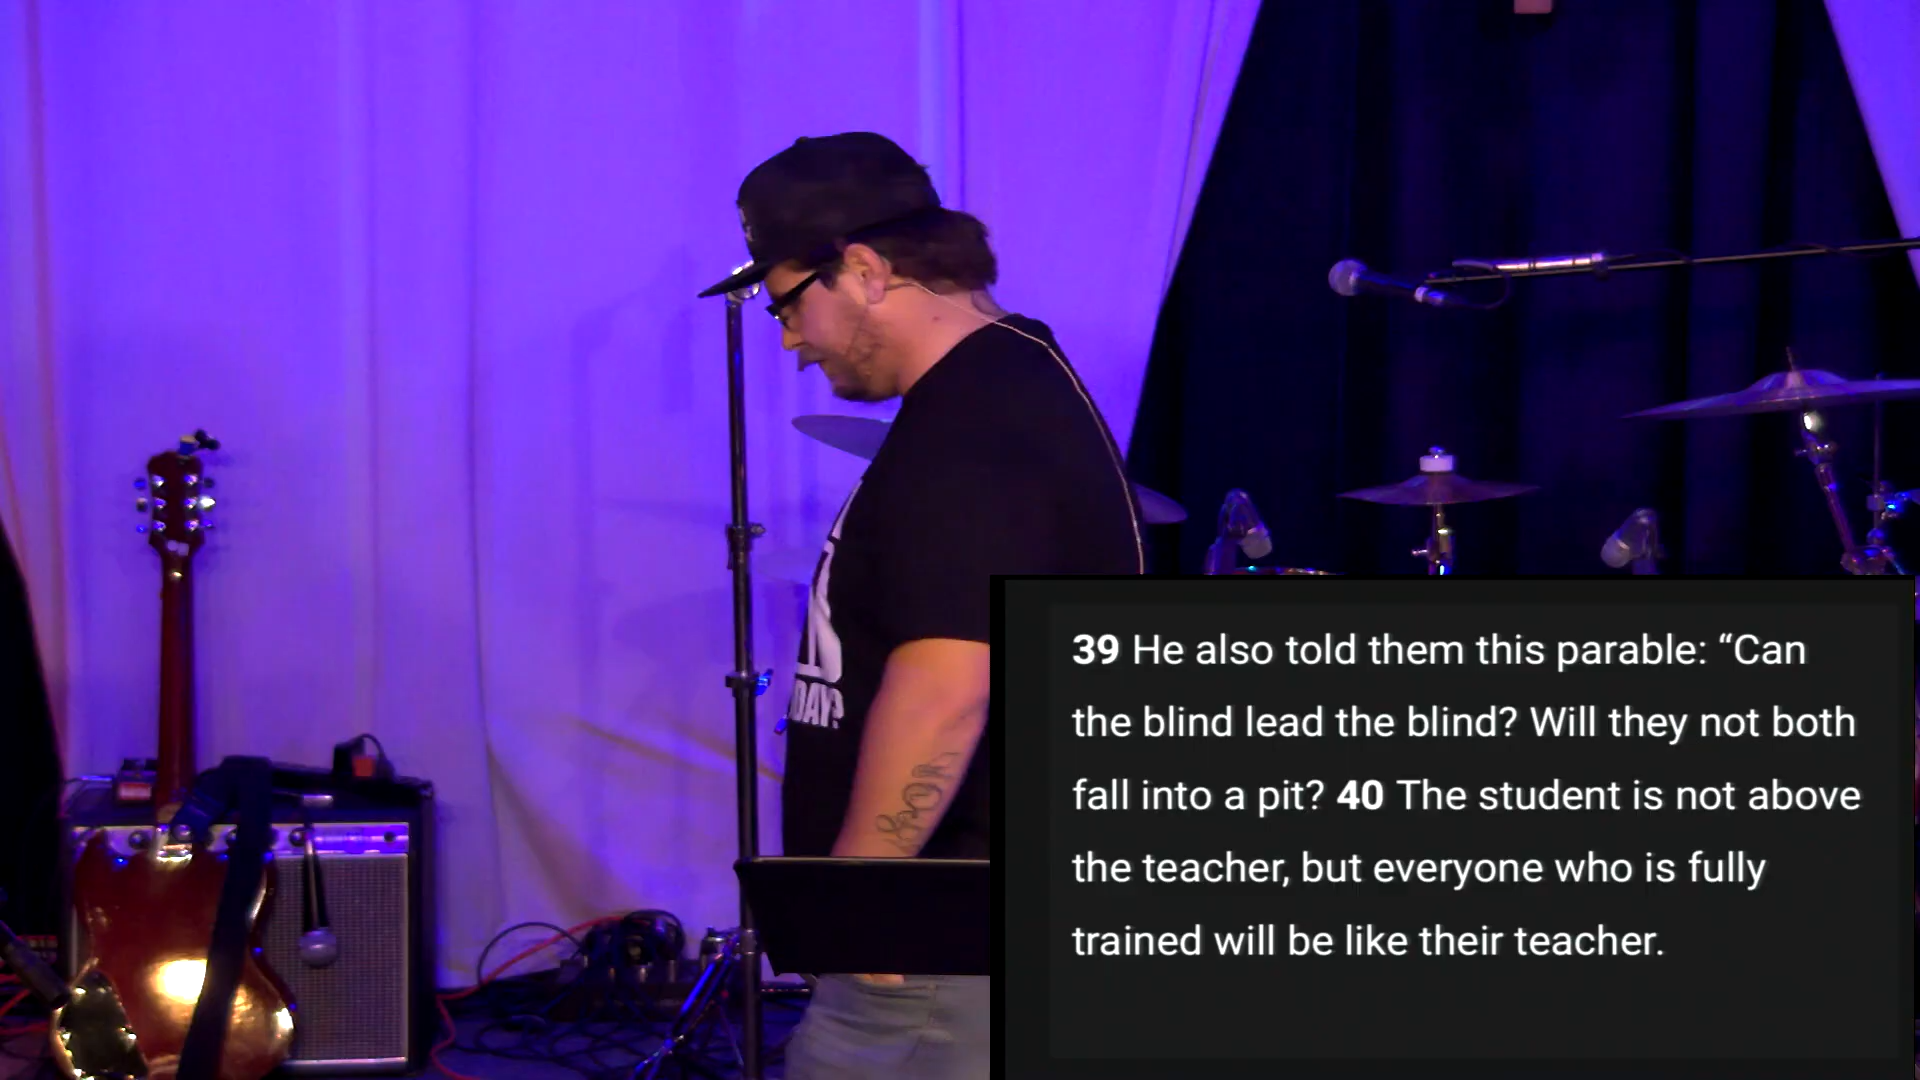 DAY?
39 He also told them this parable: “Can
the blind lead the blind? Will they not both
fall into a pit? 40 The student is not above
the teacher, but everyone who is fully
trained will be like their teacher.